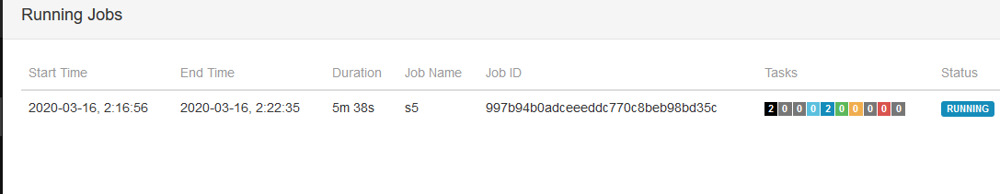 Running Jobs
Start Time End Time Duration Job Name Job ID Tasks Status
2020-03-16, 2:16:56 2020-03-16, 2:22:35 5m 38s s5 997b94b0adceeeddc770c8beb98bd35c 2 0 0 0 2 0 0 0 0 0 RUNNING